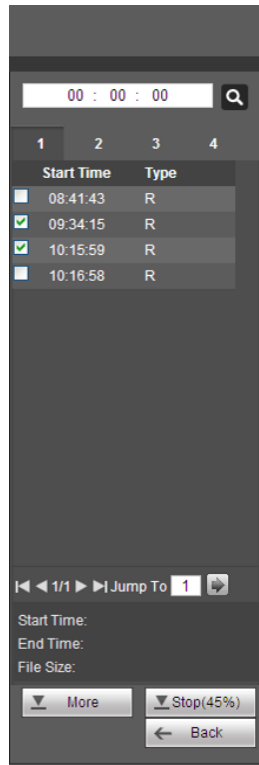 00 : 00 : 00
1 2 3 4
Start Time Type
08:41:43 R
09:34:15 R
10:15:59 R
10:16:58 R
1/1 Jump To 1
Start Time:
End Time:
File Size:
More Stop(45%)
Back